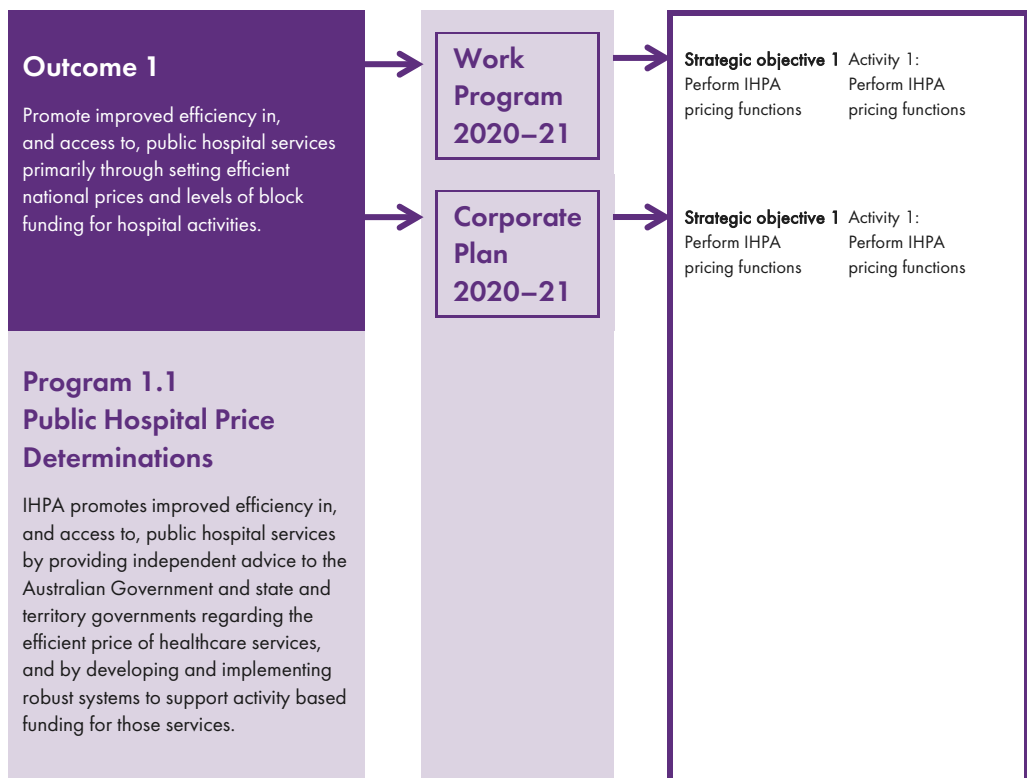 Outcome 1
Promote improved efficiency in,
and access to, public hospital services
primarily through setting efficient
national prices and levels of block
funding for hospital activities.
Program 1.1
Public Hospital Price
Determinations
IHPA promotes improved efficiency in,
and access to, public hospital services
by providing independent advice to the
Australian Government and state and
territory governments regarding the
efficient price of healthcare services,
and by developing and implementing
robust systems to support activity based
funding for those services.
Work
Program
2020–21
Corporate
Plan
2020–21
Strategic objective 1
Perform IHPA
pricing functions
Activity 1:
Perform IHPA
pricing functions
Strategic objective 1
Perform IHPA
pricing functions
Activity 1:
Perform IHPA
pricing functions